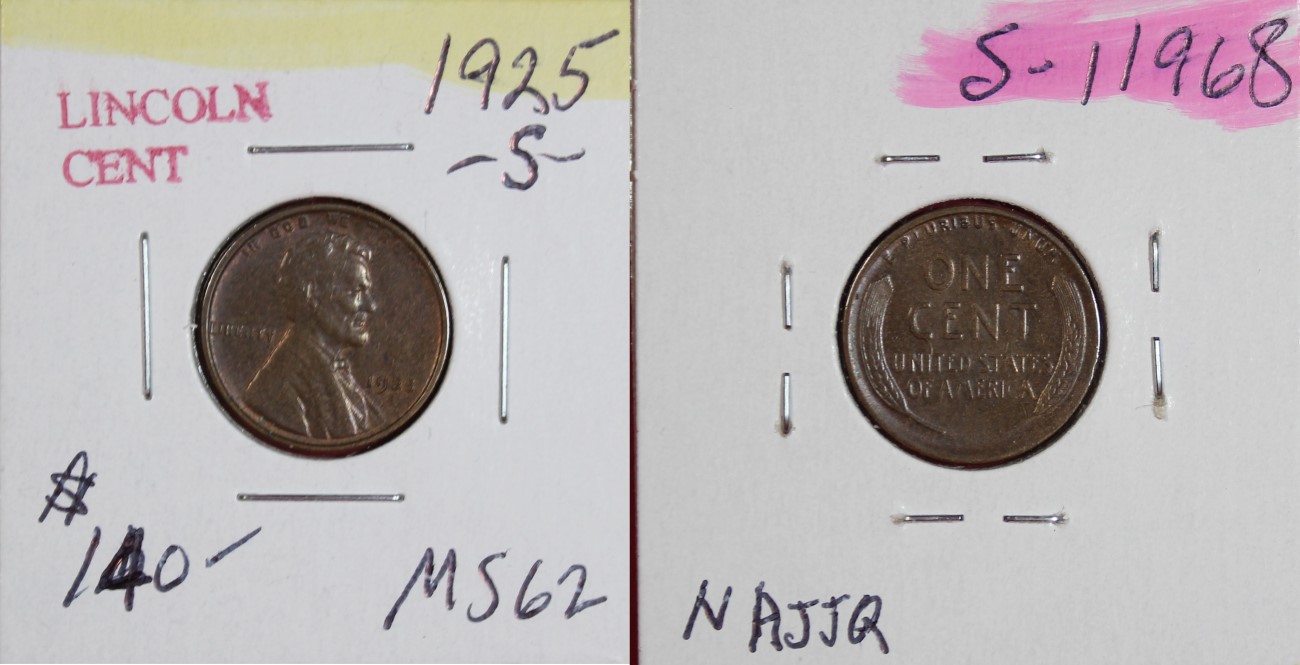 LINCOLN
CENT
1925
-S-
IN GOD WE
LIBERTY
$
140-
MS62
S-11968
E PLURIBUS UNUM
ONE
CENT
UNITED STATES
OF AMERICA
NAJJQ